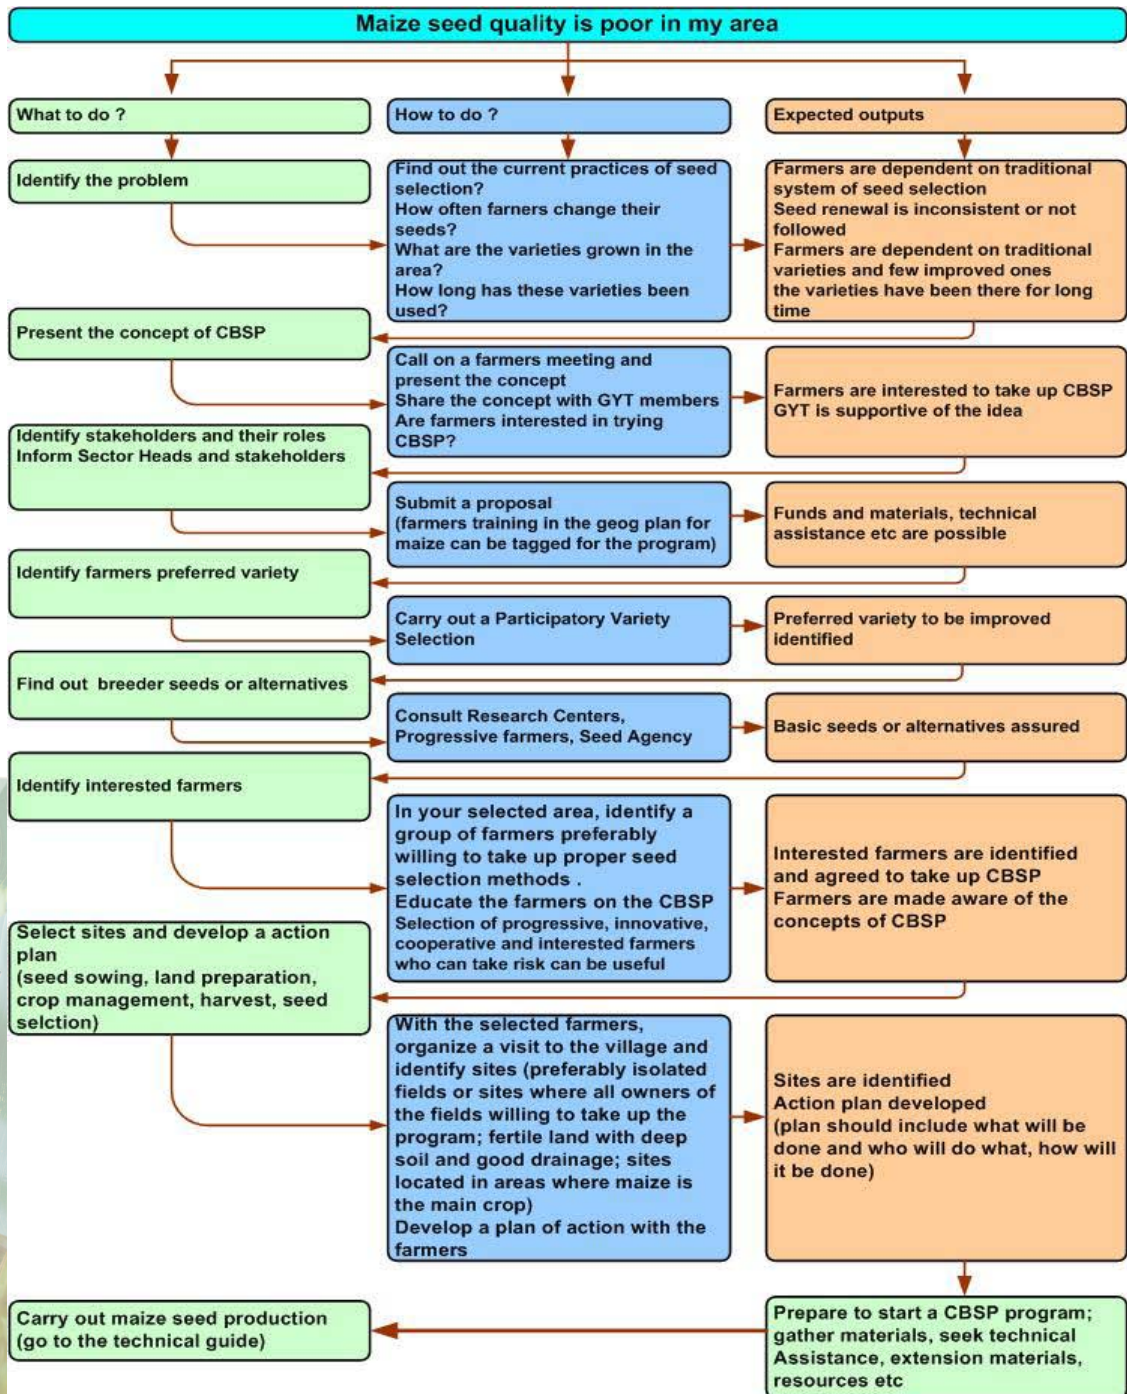 Maize seed quality is poor in my area
What to do ?
How to do ?
Expected outputs
Identify the problem
Find out the current practices of seed
selection?
How often farners change their
seeds?
What are the varieties grown in the
area?
How long has these varieties been
used?
Farmers are dependent on traditional
system of seed selection
Seed renewal is inconsistent or not
followed
Farmers are dependent on traditional
varieties and few improved ones
the varieties have been there for long
time
Present the concept of CBSP
Call on a farmers meeting and
present the concept
Share the concept with GYT members
Are farmers interested in trying
CBSP?
Farmers are interested to take up CBSP
GYT is supportive of the idea
Identify stakeholders and their roles
Inform Sector Heads and stakeholders
Submit a proposal
(farmers training in the geog plan for
maize can be tagged for the program)
Funds and materials, technical
assistance etc are possible
Identify farmers preferred variety
Carry out a Participatory Variety
Selection
Preferred variety to be improved
identified
Find out breeder seeds or alternatives
Consult Research Centers,
Progressive farmers, Seed Agency
Basic seeds or alternatives assured
Identify interested farmers
In your selected area, identify a
group of farmers preferably
willing to take up proper seed
selection methods .
Educate the farmers on the CBSP
Selection of progressive, innovative,
cooperative and interested farmers
who can take risk can be useful
Interested farmers are identified
and agreed to take up CBSP
Farmers are made aware of the
concepts of CBSP
Select sites and develop a action
plan
(seed sowing, land preparation,
crop management, harvest, seed
selction)
With the selected farmers,
organize a visit to the village and
identify sites (preferably isolated
fields or sites where all owners of
the fields willing to take up the
program; fertile land with deep
soil and good drainage; sites
located in areas where maize is
the main crop)
Develop a plan of action with the
farmers
Sites are identified
Action plan developed
(plan should include what will be
done and who will do what, how will
it be done)
Prepare to start a CBSP program;
gather materials, seek technical
Assistance, extension materials,
resources etc
Carry out maize seed production
(go to the technical guide)